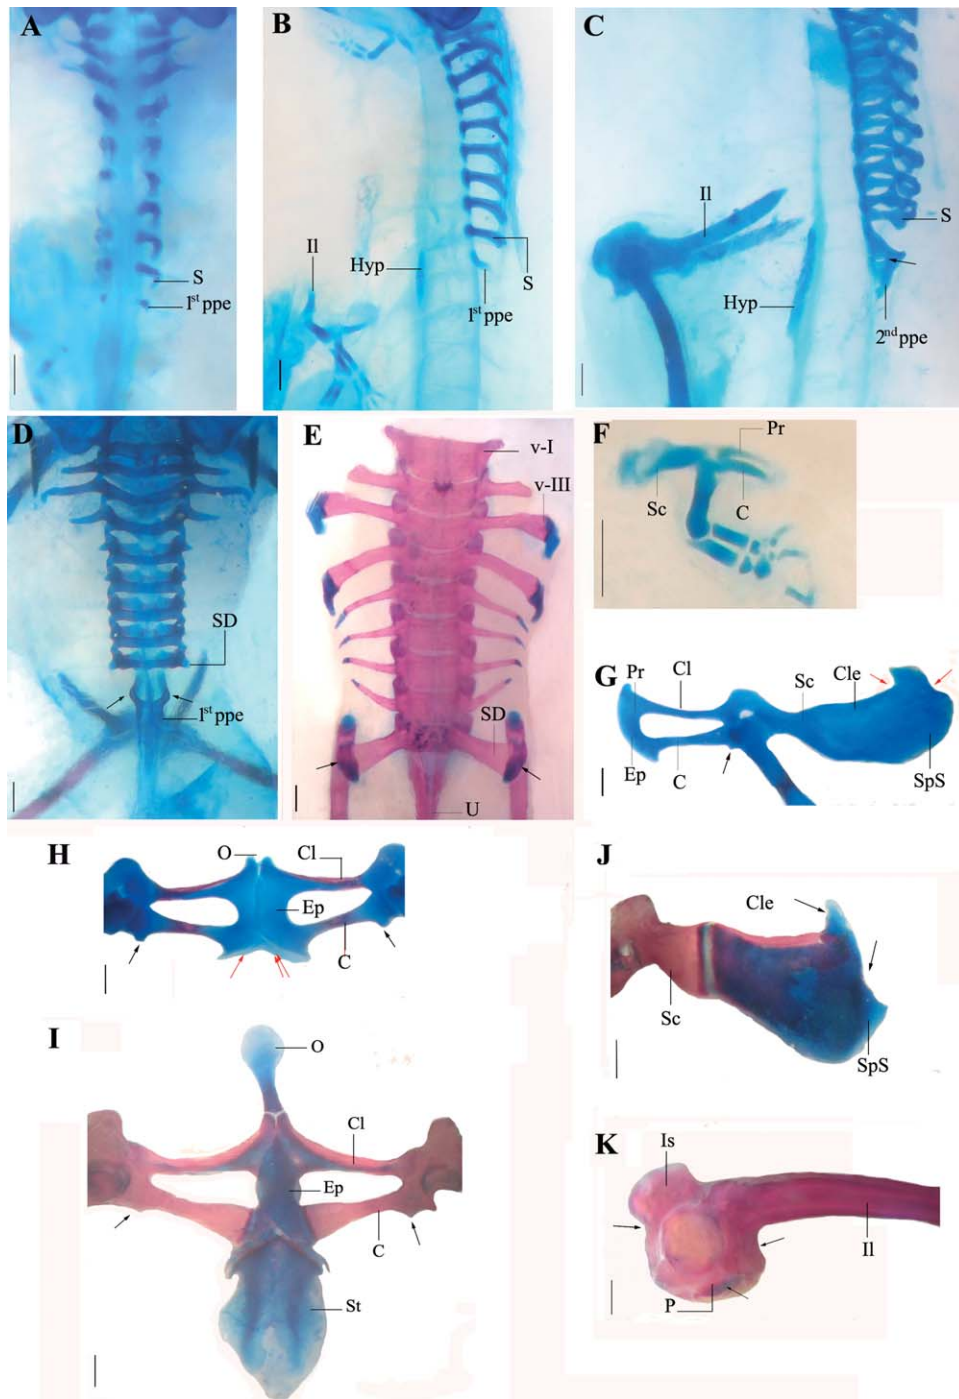 A
S
1st ppe
B
Il
Hyp
S
1st ppe
C
Il
S
Hyp
2nd ppe
D
SD
1st ppe
E
v-I
v-III
SD
U
F
Pr
Sc
C
G
Pr
Cl
Sc
Cle
Ep
C
SpS
H
O
Cl
Ep
C
I
O
Cl
Ep
C
St
J
Cle
Sc
SpS
K
Is
Il
P